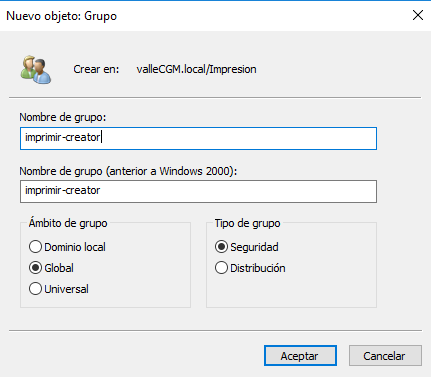 Nuevo objeto: Grupo
Crear en: valleCGM.local/Impresion
Nombre de grupo:
imprimir-creator
Nombre de grupo (anterior a Windows 2000):
imprimir-creator
Ámbito de grupo
Tipo de grupo
Dominio local
Seguridad
Global
Distribución
Universal
Aceptar
Cancelar